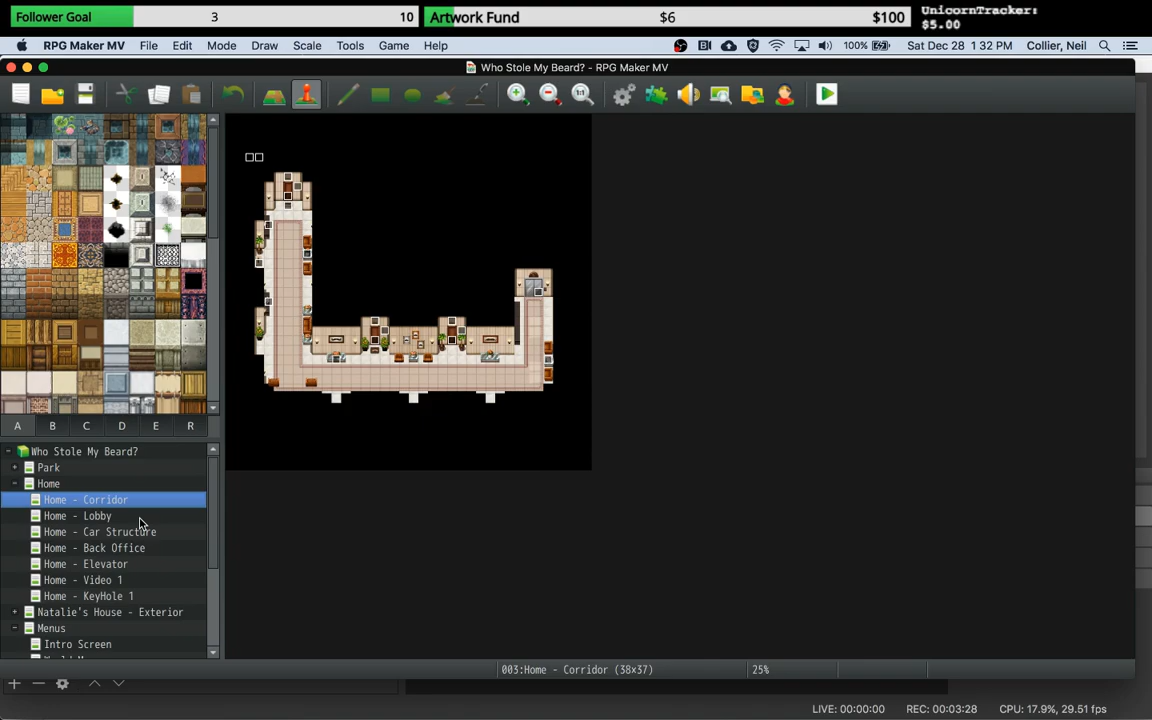 Follower Goal 3 10 Artwork Fund $6 $100 UnicornTracker:
$5.00
RPG Maker MV File Edit Mode Draw Scale Tools Game Help 100% Sat Dec 28 1:32 PM Collier, Neil
Who Stole My Beard? - RPG Maker MV
A B C D E R
Who Stole My Beard?
Park
Home
Home - Corridor
Home - Lobby
Home - Car Structure
Home - Back Office
Home - Elevator
Home - Video 1
Home - KeyHole 1
Natalie's House - Exterior
Menus
Intro Screen
003:Home - Corridor (38x37) 25%
LIVE: 00:00:00 REC: 00:03:28 CPU: 17.9%, 29.51 fps